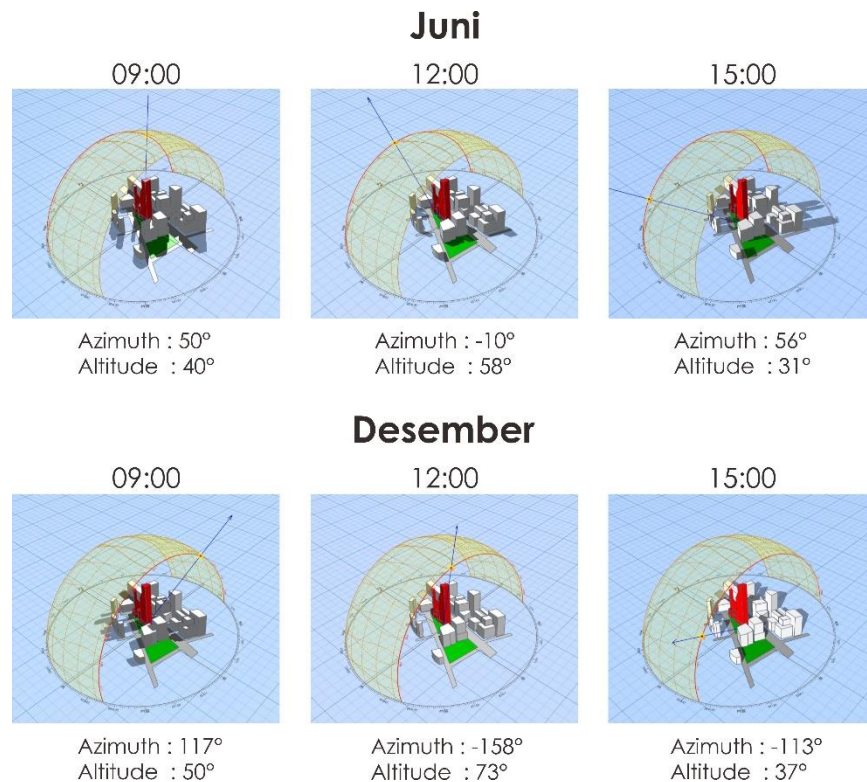 Juni
09:00
12:00
15:00
Azimuth : 50°
Altitude : 40°
Azimuth : -10°
Altitude : 58°
Azimuth : 56°
Altitude : 31°
Desember
09:00
12:00
15:00
Azimuth : 117°
Altitude : 50°
Azimuth : -158°
Altitude : 73°
Azimuth : -113°
Altitude : 37°